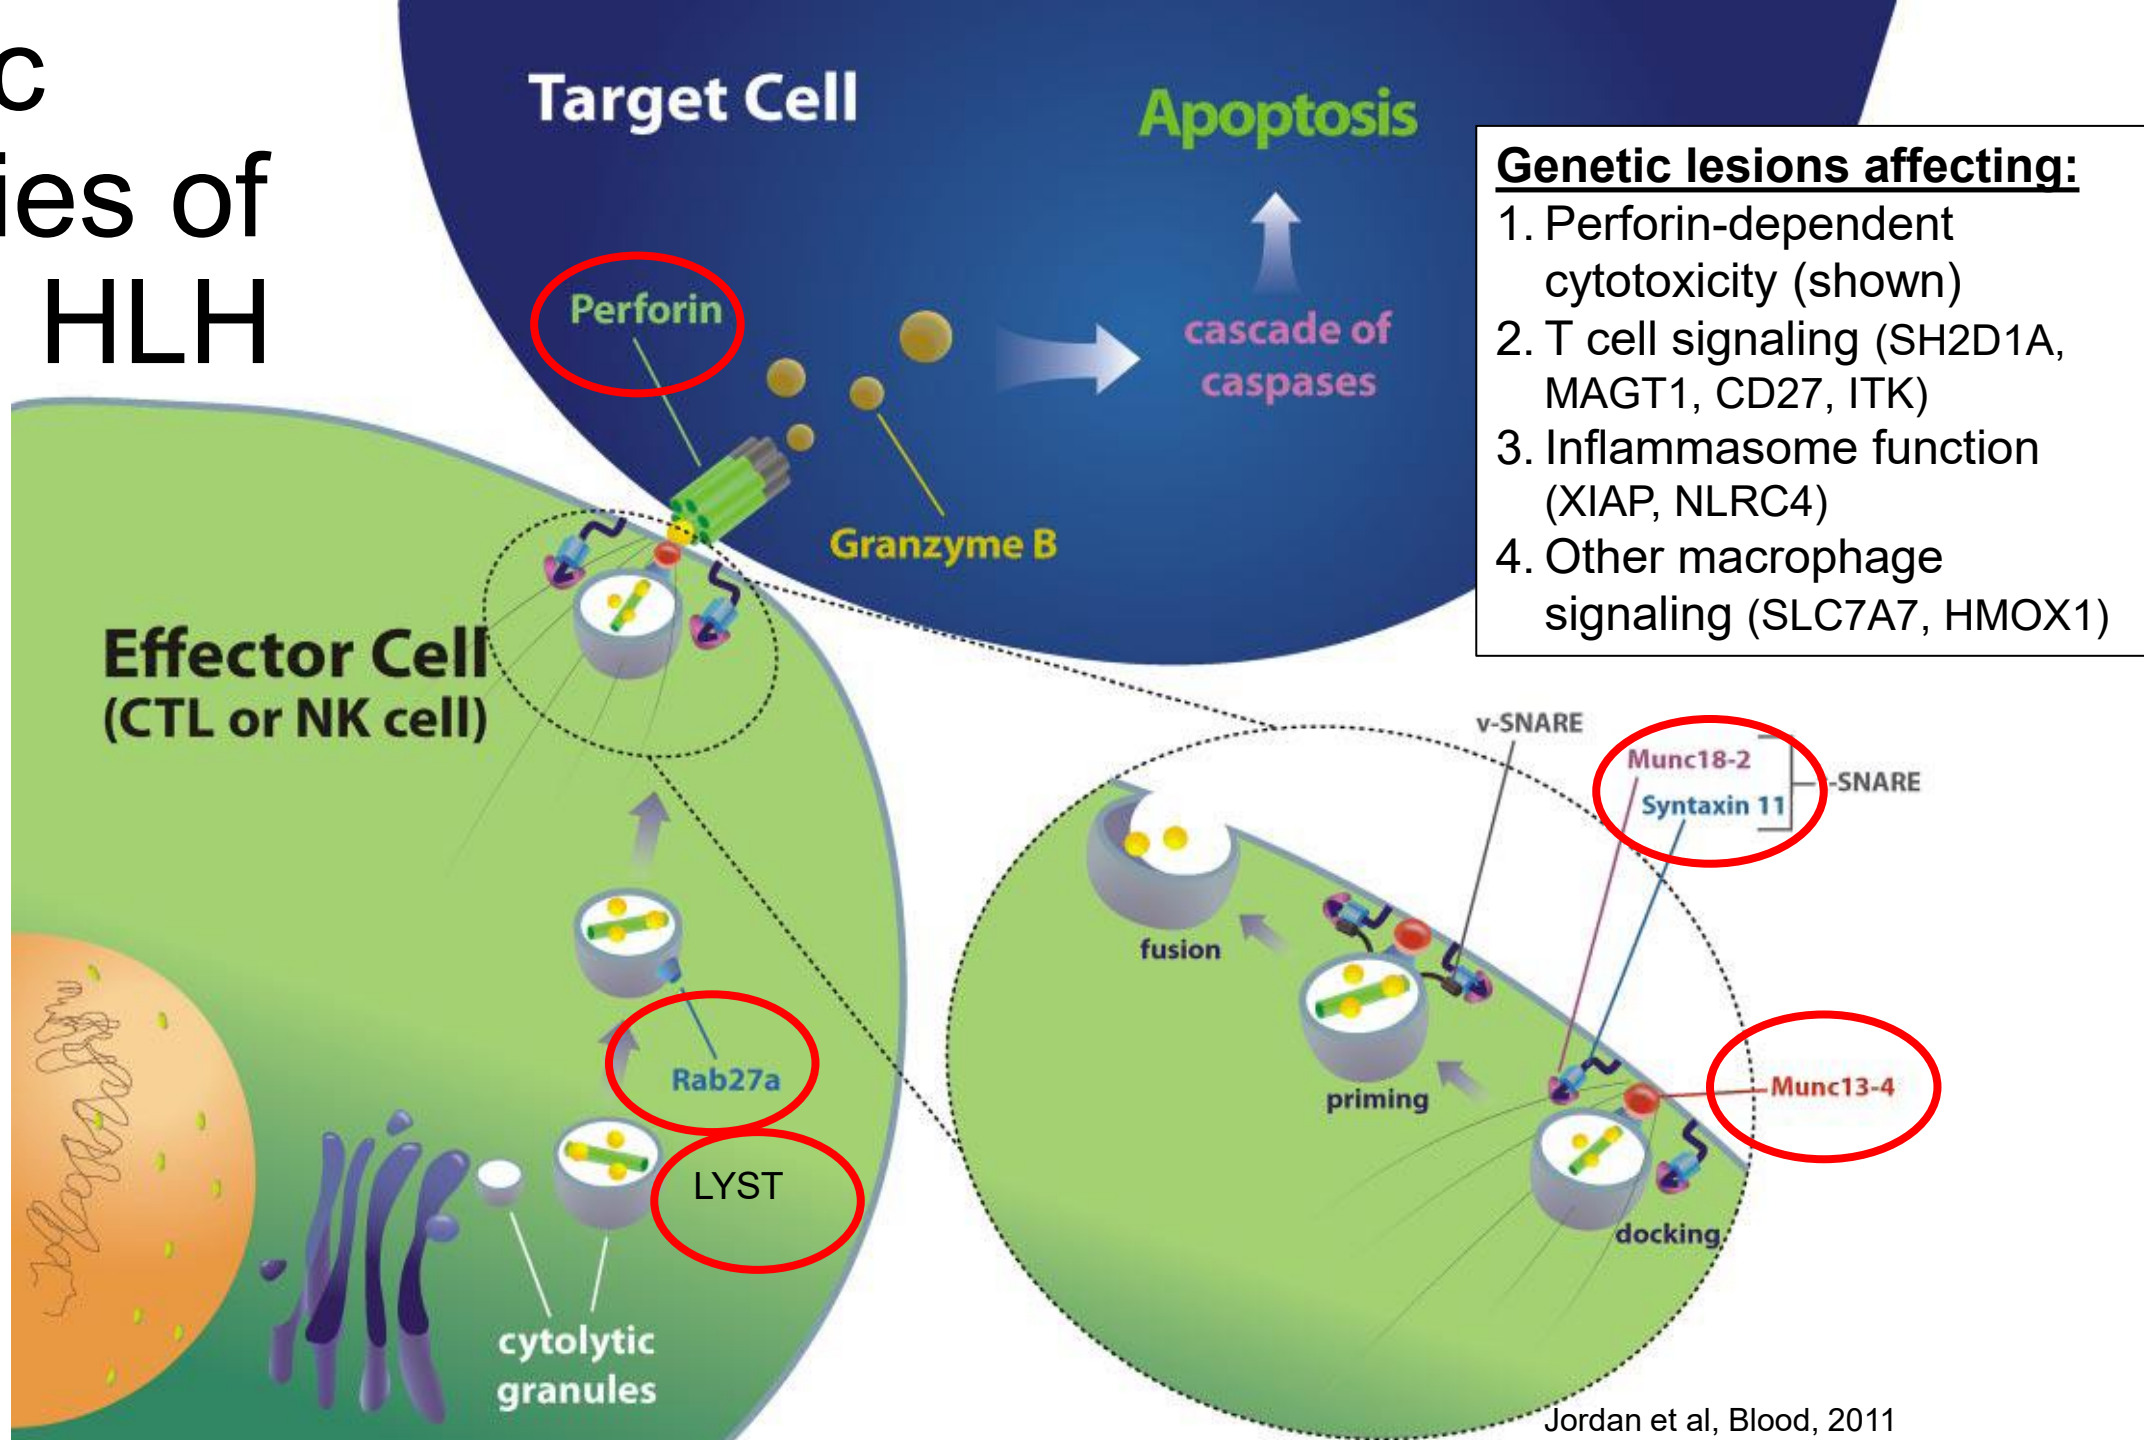 c
ies of
HLH
Target Cell
Apoptosis
Genetic lesions affecting:
1. Perforin-dependent
cytotoxicity (shown)
2. T cell signaling (SH2D1A,
MAGT1, CD27, ITK)
3. Inflammasome function
(XIAP, NLRC4)
4. Other macrophage
signaling (SLC7A7, HMOX1)
Perforin
cascade of
caspases
Granzyme B
Effector Cell
(CTL or NK cell)
v-SNARE
Munc18-2
Syntaxin 11
-SNARE
fusion
priming
Munc13-4
docking
Rab27a
LYST
cytolytic
granules
Jordan et al, Blood, 2011